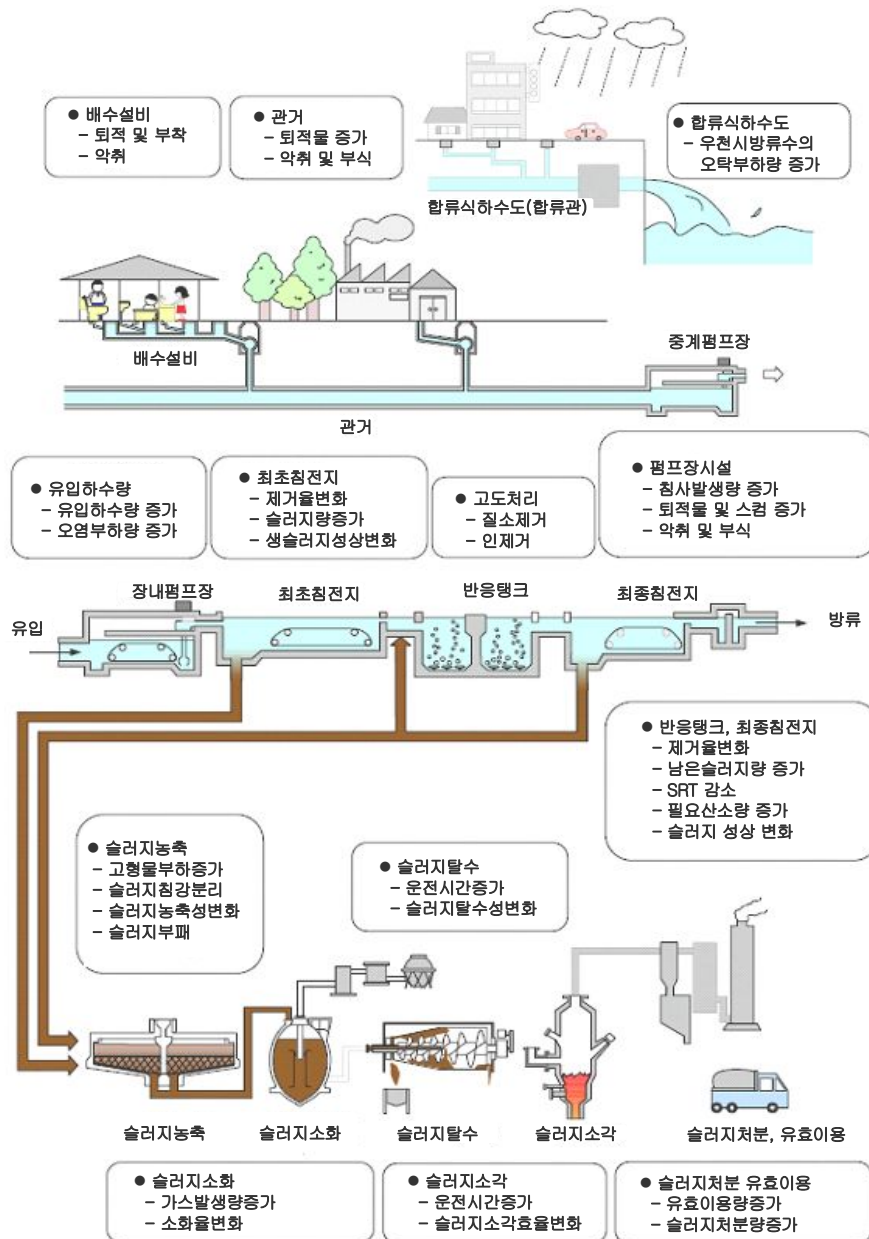 ● 배수설비
– 퇴적 및 부착
– 악취
● 관거
– 퇴적물 증가
– 악취 및 부식
● 합류식하수도
– 우천시방류수의
오탁부하량 증가
합류식하수도(합류관)
배수설비
중계펌프장
관거
● 유입하수량
– 유입하수량 증가
– 오염부하량 증가
● 최초침전지
– 제거율변화
– 슬러지량증가
– 생슬러지성상변화
● 고도처리
– 질소제거
– 인제거
● 펌프장시설
– 침사발생량 증가
– 퇴적물 및 스컴 증가
– 악취 및 부식
장내펌프장
최초침전지
반응탱크
최종침전지
유입
방류
● 반응탱크, 최종침전지
– 제거율변화
– 남은슬러지량 증가
– SRT 감소
– 필요산소량 증가
– 슬러지 성상 변화
● 슬러지농축
– 고형물부하증가
– 슬러지침강분리
– 슬러지농축성변화
– 슬러지부패
● 슬러지탈수
– 운전시간증가
– 슬러지탈수성변화
슬러지농축
슬러지소화
슬러지탈수
슬러지소각
슬러지처분, 유효이용
● 슬러지소화
– 가스발생량증가
– 소화율변화
● 슬러지소각
– 운전시간증가
– 슬러지소각효율변화
● 슬러지처분 유효이용
– 유효이용량증가
– 슬러지처분량증가